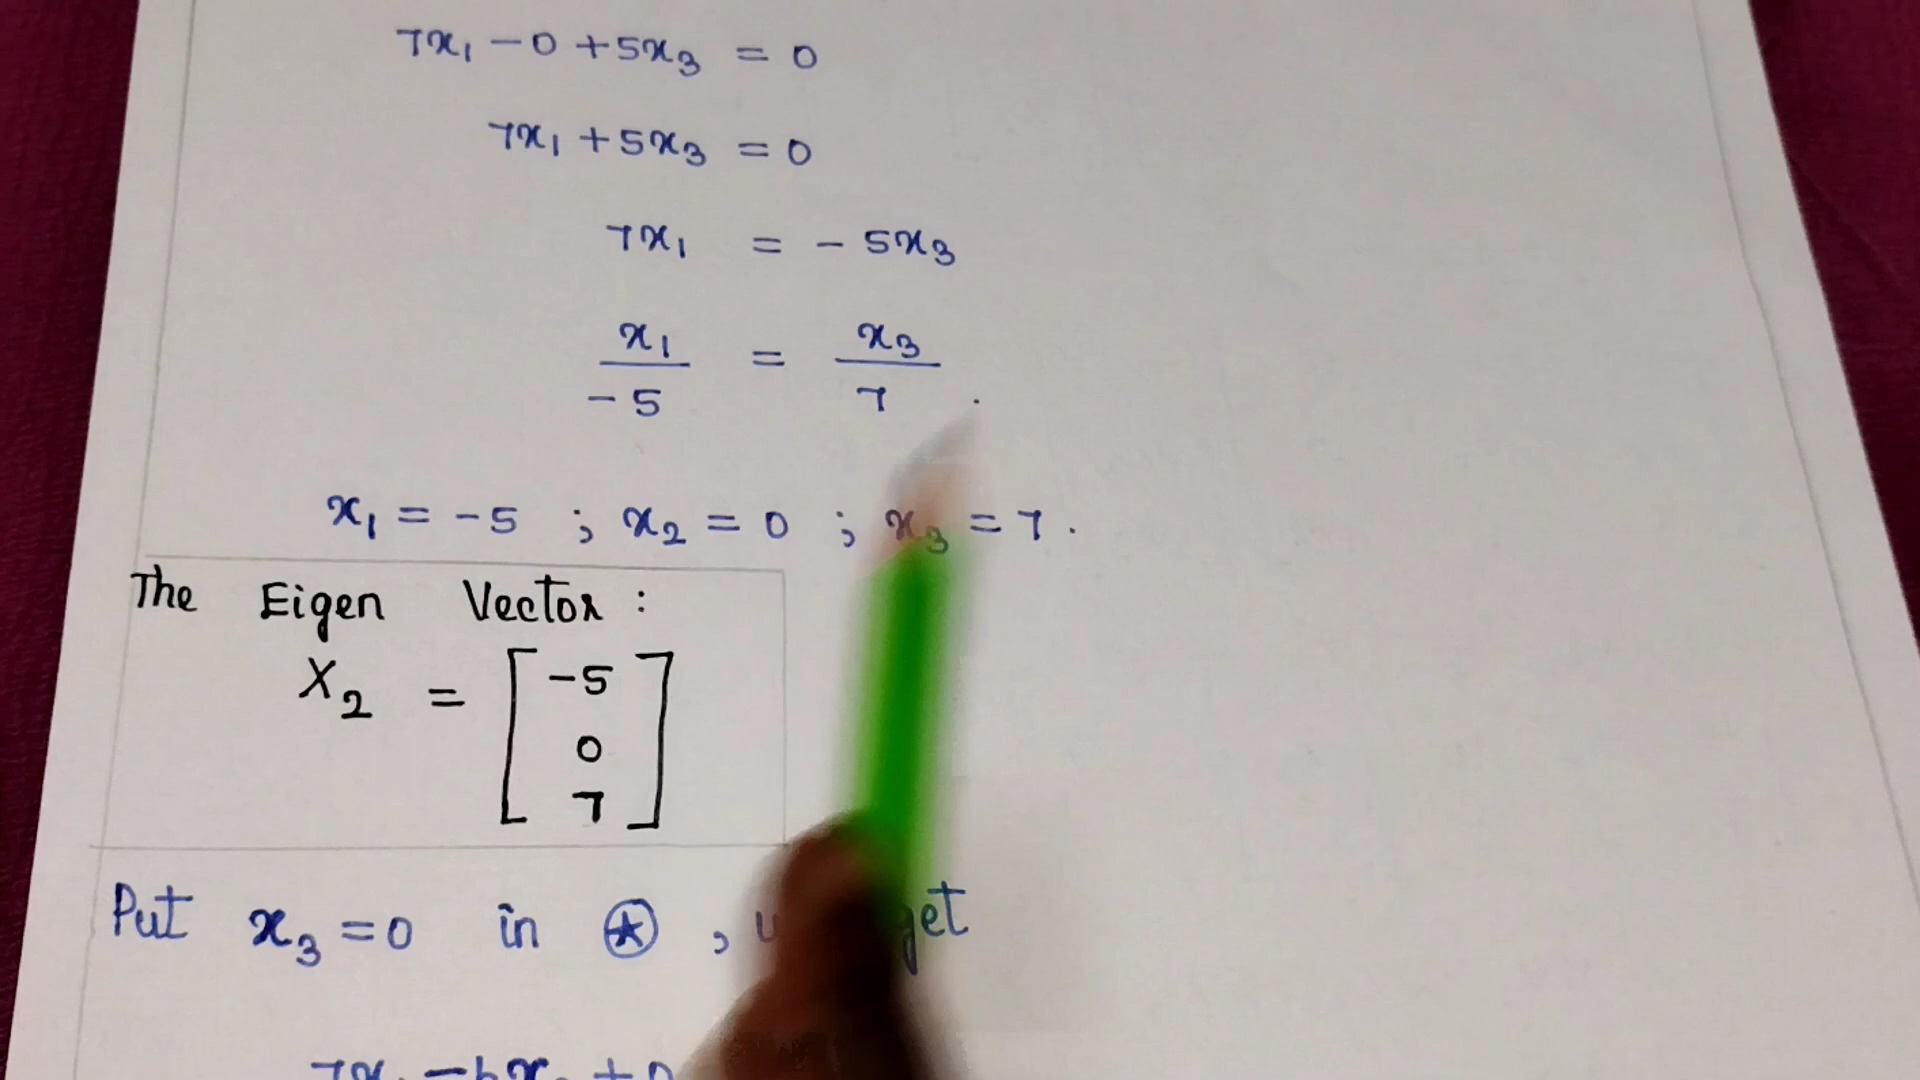 7x₁ − 0 + 5x₃ = 0
7x₁ + 5x₃ = 0
7x₁ = − 5x₃
x₁/−5 = x₃/7
x₁ = −5 ; x₂ = 0 ; x₃ = 7.
The Eigen Vector :
X₂ = [−5
0
7]
Put x₃ = 0 in ⍟ , get